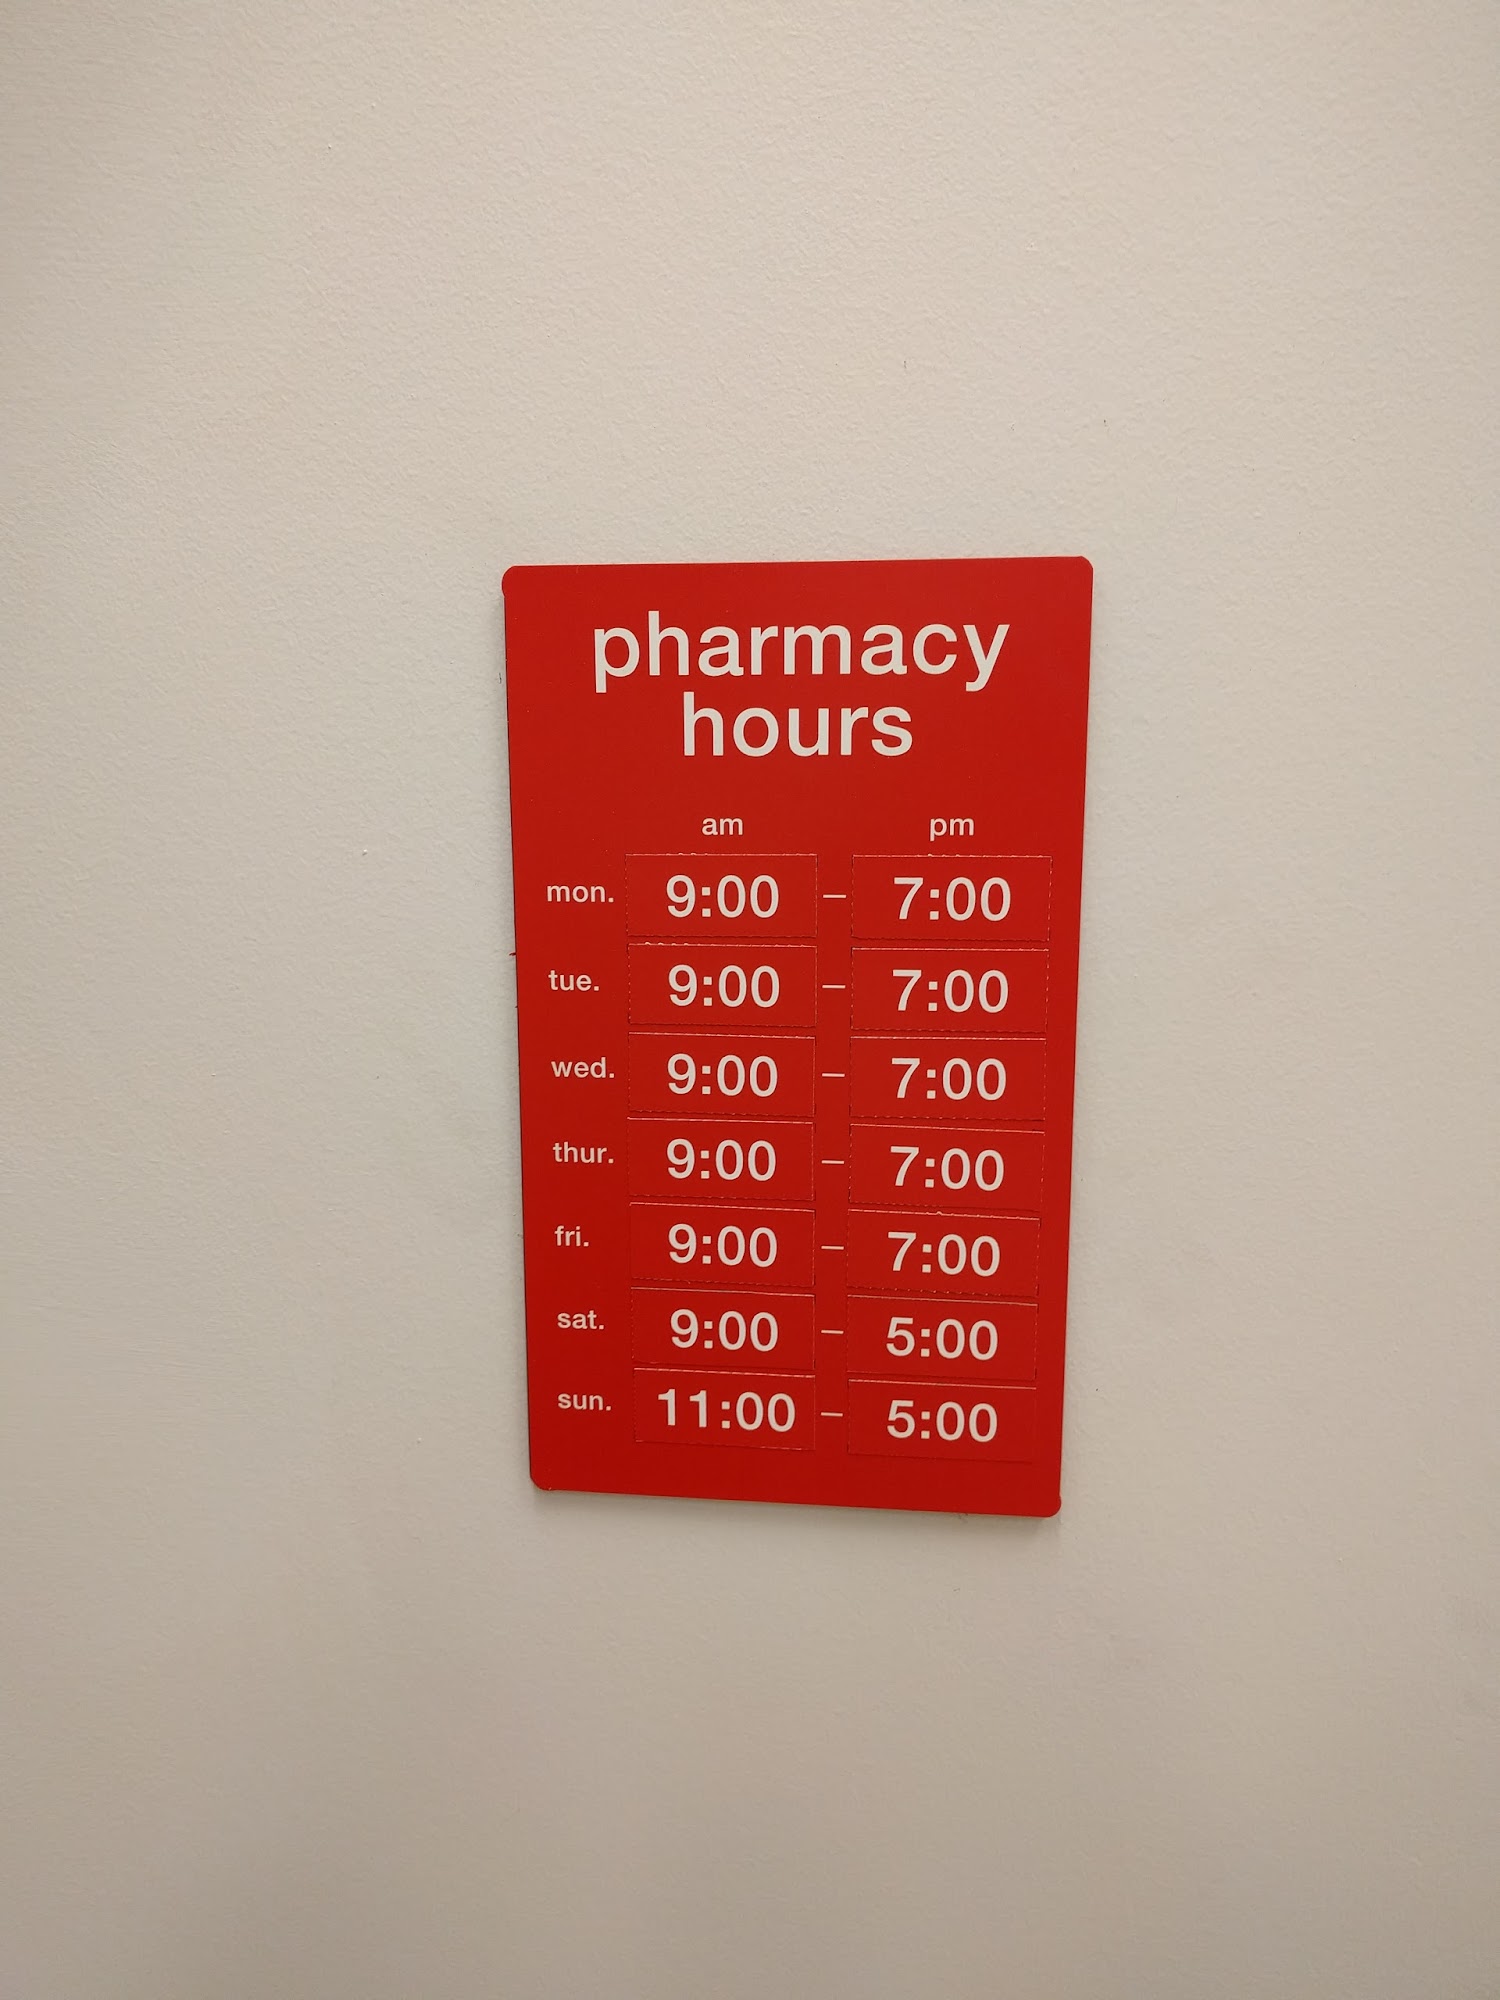 pharmacy
hours
am pm
mon. 9:00 – 7:00
tue. 9:00 – 7:00
wed. 9:00 – 7:00
thur. 9:00 – 7:00
fri. 9:00 – 7:00
sat. 9:00 – 5:00
sun. 11:00 – 5:00